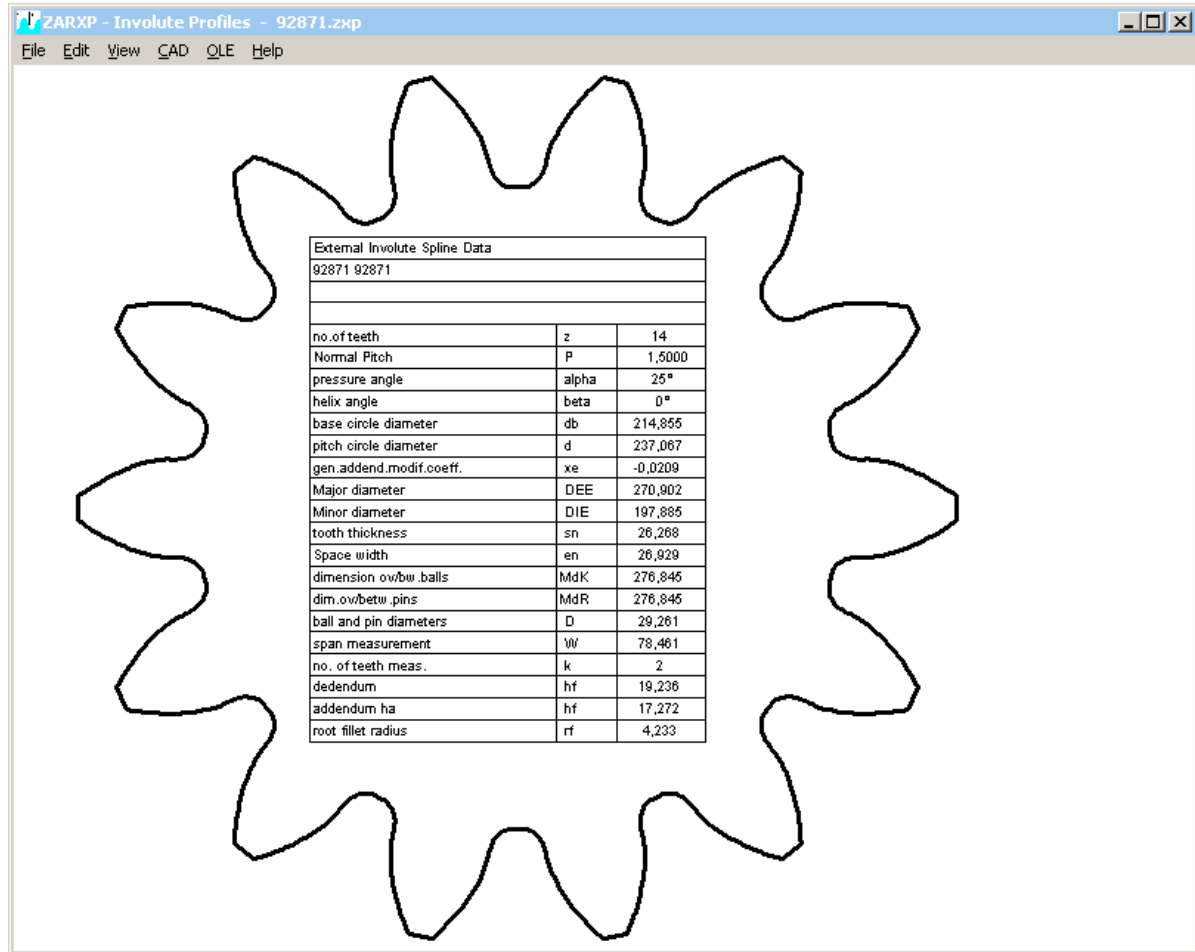 ZARXP - Involute Profiles - 92871.zxp
File Edit View CAD OLE Help
External Involute Spline Data
92871 92871
no.of teeth z 14
Normal Pitch P 1,5000
pressure angle alpha 25°
helix angle beta 0°
base circle diameter db 214,855
pitch circle diameter d 237,067
gen.addend.modif.coeff. xe -0,0209
Major diameter DEE 270,902
Minor diameter DIE 197,885
tooth thickness sn 26,268
Space width en 26,929
dimension ov/bw.balls MdK 276,845
dim.ov/betw.pins MdR 276,845
ball and pin diameters D 29,261
span measurement W 78,461
no. of teeth meas. k 2
dedendum hf 19,236
addendum ha hf 17,272
root fillet radius rf 4,233